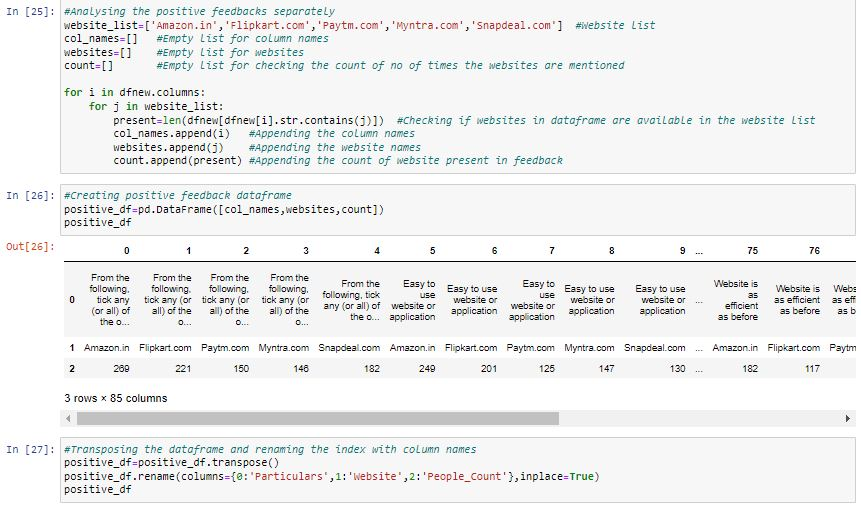 In [25]: #Analysing the positive feedbacks separately
website_list=['Amazon.in','Flipkart.com','Paytm.com','Myntra.com','Snapdeal.com']  #Website List
col_names=[]   #Empty List for column names
websites=[]    #Empty List for websites
count=[]       #Empty List for checking the count of no of times the websites are mentioned
for i in dfnew.columns:
    for j in website_list:
        present=len(dfnew[dfnew[i].str.contains(j)])  #Checking if websites in dataframe are available in the website list
        col_names.append(i)   #Appending the column names
        websites.append(j)    #Appending the website names
        count.append(present) #Appending the count of website present in feedback
In [26]: #Creating positive feedback dataframe
positive_df=pd.DataFrame([col_names,websites,count])
positive_df
Out[26]:
0 1 2 3 4 5 6 7 8 9 ... 75 76
From the From the From the From the Easy to Easy to Website is
following, following, following, following, From the use Easy to use use Easy to use Easy to use as Website is Webs
0 tick any tick any (or tick any (or tick any (or following, tick website or website or website or website or website or ... efficient as efficient as eff
(or all) of all) of the all) of the all) of the any (or all) of application application application application application as before as before as b
the o... o... o... o... the o...
1 Amazon.in Flipkart.com Paytm.com Myntra.com Snapdeal.com Amazon.in Flipkart.com Paytm.com Myntra.com Snapdeal.com ... Amazon.in Flipkart.com Paytm
2 269 221 150 146 182 249 201 125 147 130 ... 182 117
3 rows × 85 columns
In [27]: #Transposing the dataframe and renaming the index with column names
positive_df=positive_df.transpose()
positive_df.rename(columns={0:'Particulars',1:'Website',2:'People_Count'},inplace=True)
positive_df